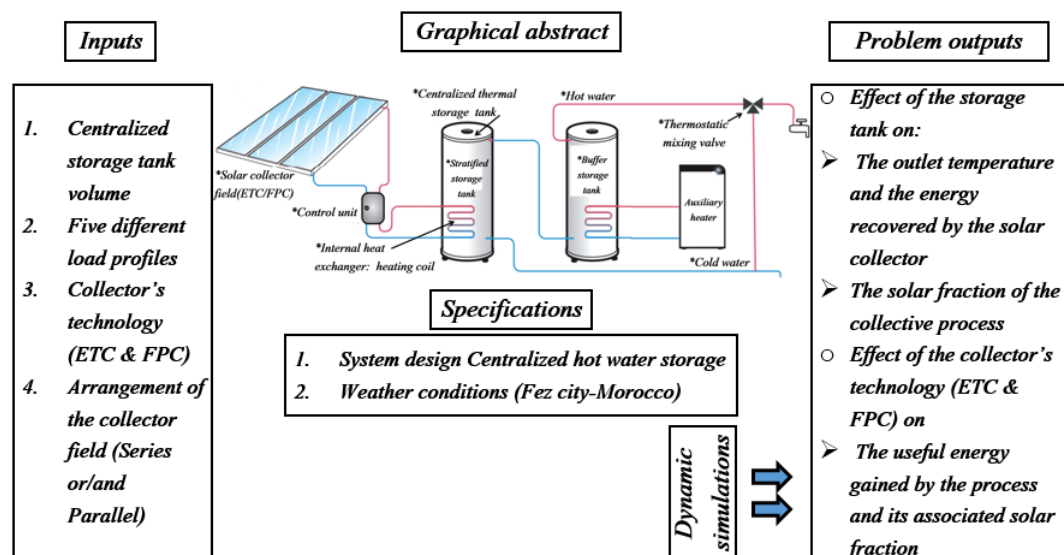 Inputs
1. Centralized
storage tank
volume
2. Five different
load profiles
3. Collector's
technology
(ETC & FPC)
4. Arrangement of
the collector
field (Series
or/and
Parallel)
Graphical abstract
*Centralized thermal
storage tank
*Hot water
*Thermostatic
mixing valve
*Solar collector
field(ETC/FPC)
*Stratified
storage
tank
*Buffer
storage
tank
Auxiliary
heater
*Control unit
*Internal heat
exchanger: heating coil
*Cold water
Specifications
1. System design Centralized hot water storage
2. Weather conditions (Fez city-Morocco)
Dynamic
simulations
Problem outputs
○ Effect of the storage
tank on:
➢ The outlet temperature
and the energy
recovered by the solar
collector
➢ The solar fraction of the
collective process
○ Effect of the collector's
technology (ETC &
FPC) on
➢ The useful energy
gained by the process
and its associated solar
fraction